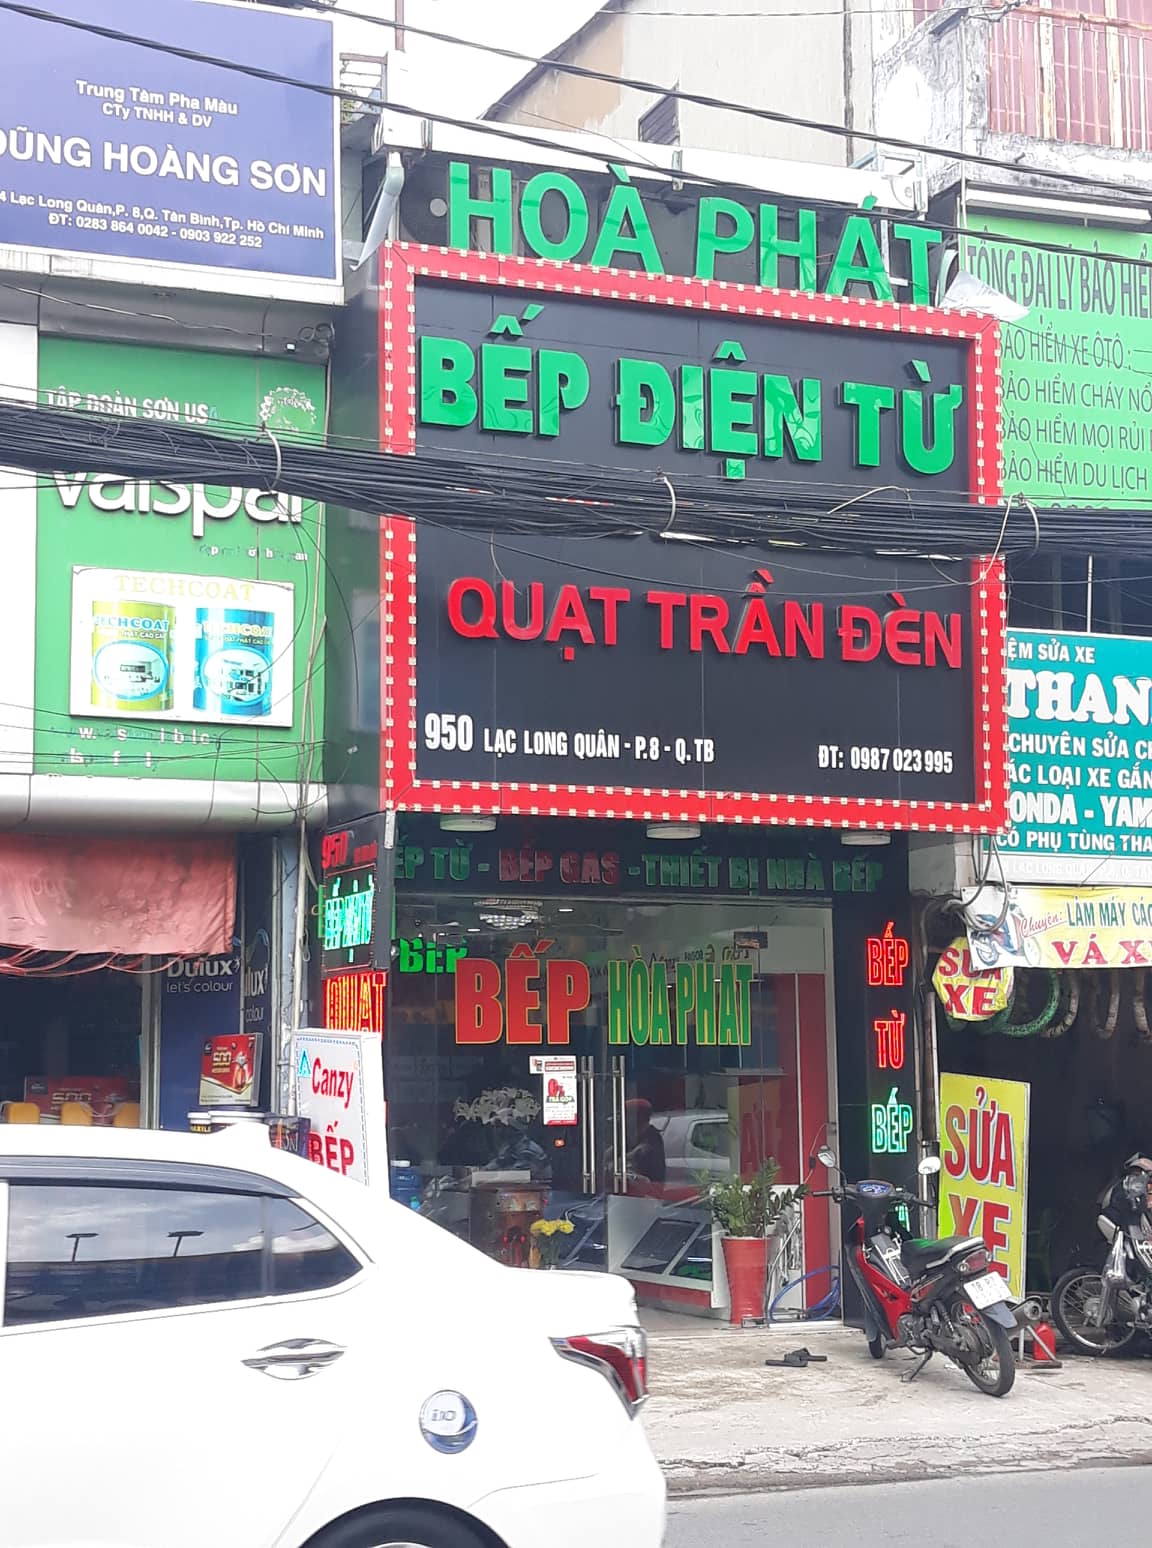 Trung Tâm Pha Màu
CTy TNHH & DV
DŨNG HOÀNG SƠN
4 Lạc Long Quân,P. 8,Q. Tân Bình,Tp. Hồ Chí Minh
ĐT: 0283 864 0042 - 0903 922 252
TẬP ĐOÀN SƠN US
valspar
TECHCOAT
TECHCOAT
Dulux
let's colour
500
Canzy
BẾP
HOÀ PHÁT
BẾP ĐIỆN TỪ
QUẠT TRẦN ĐÈN
950 LẠC LONG QUÂN - P.8 - Q.TB
ĐT: 0987 023 995
950
BẾP TỪ - BẾP GAS - THIẾT BỊ NHÀ BẾP
BẾP
BẾP HÒA PHÁT
QUẠT
BẾP
TỪ
BẾP
TỔNG ĐẠI LÝ BẢO HIỂ
BẢO HIỂM XE ÔTÔ :
BẢO HIỂM CHÁY NỔ
BẢO HIỂM MỌI RỦI
BẢO HIỂM DU LỊCH
ỆM SỬA XE
THAN
CHUYÊN SỬA CH
ÁC LOẠI XE GẮN
HONDA - YAM
CÓ PHỤ TÙNG THA
Chuyên: LÀM MÁY CÁC
VÁ X
SỬA
XE
SỬA
XE